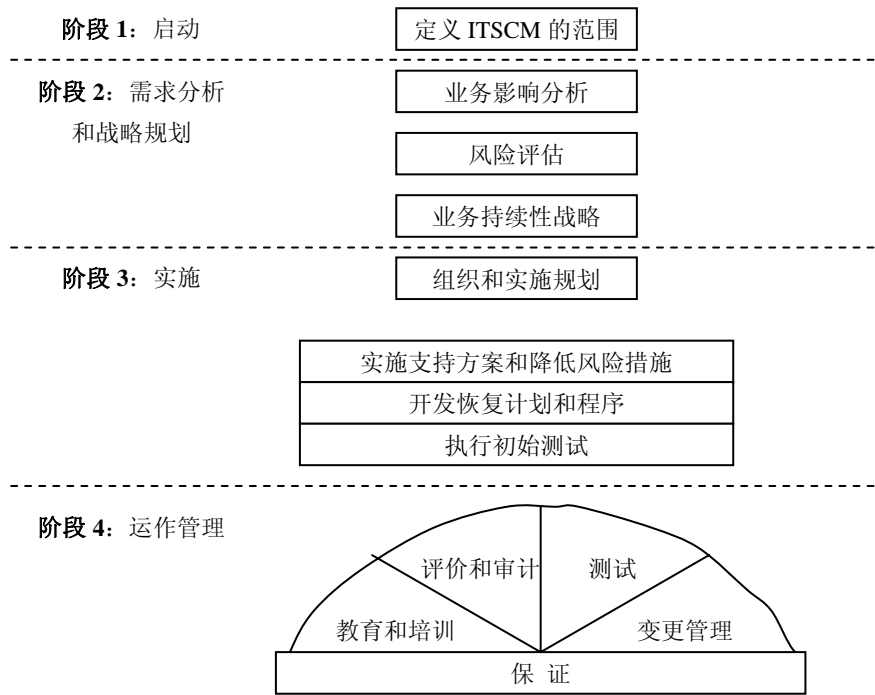 阶段 1：启动
定义 ITSCM 的范围
阶段 2：需求分析
和战略规划
业务影响分析
风险评估
业务持续性战略
阶段 3：实施
组织和实施规划
实施支持方案和降低风险措施
开发恢复计划和程序
执行初始测试
阶段 4：运作管理
评价和审计
测试
教育和培训
变更管理
保 证